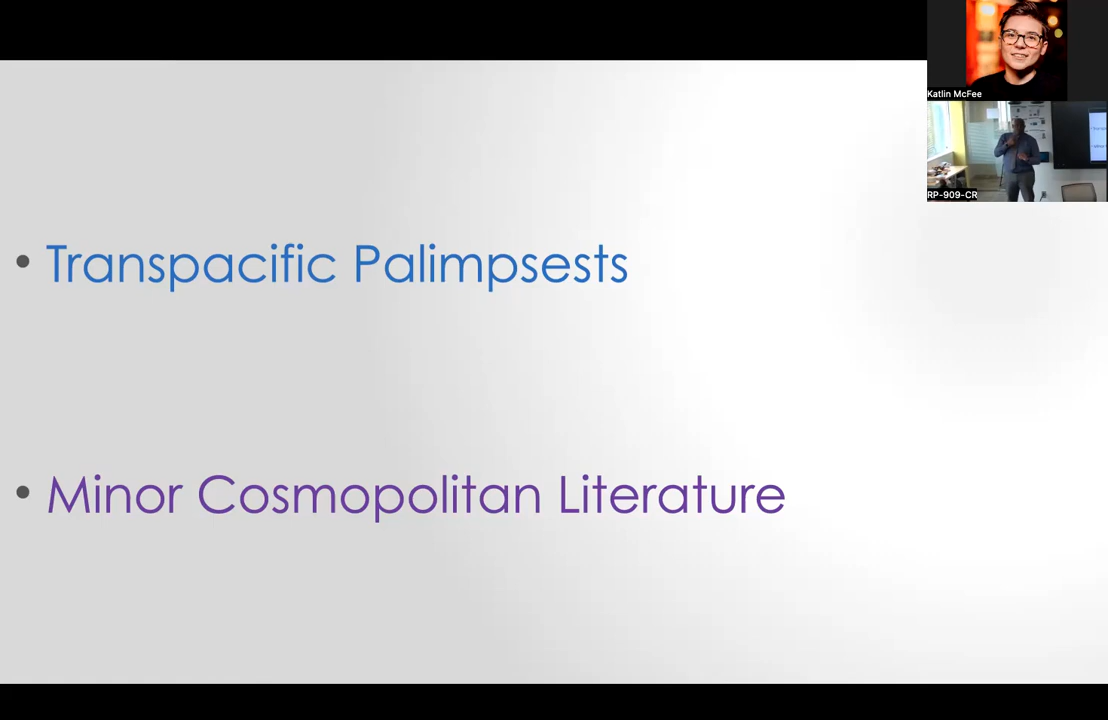 Katlin McFee
RP-909-CR
• Transpacific Palimpsests
• Minor Cosmopolitan Literature